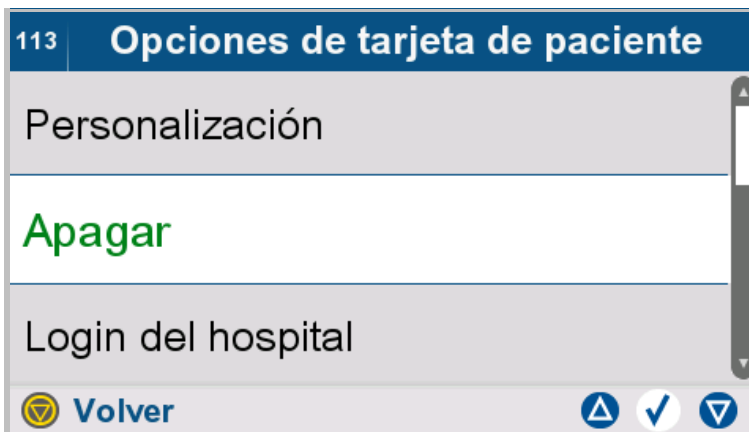 113 Opciones de tarjeta de paciente
Personalización
Apagar
Login del hospital
Volver